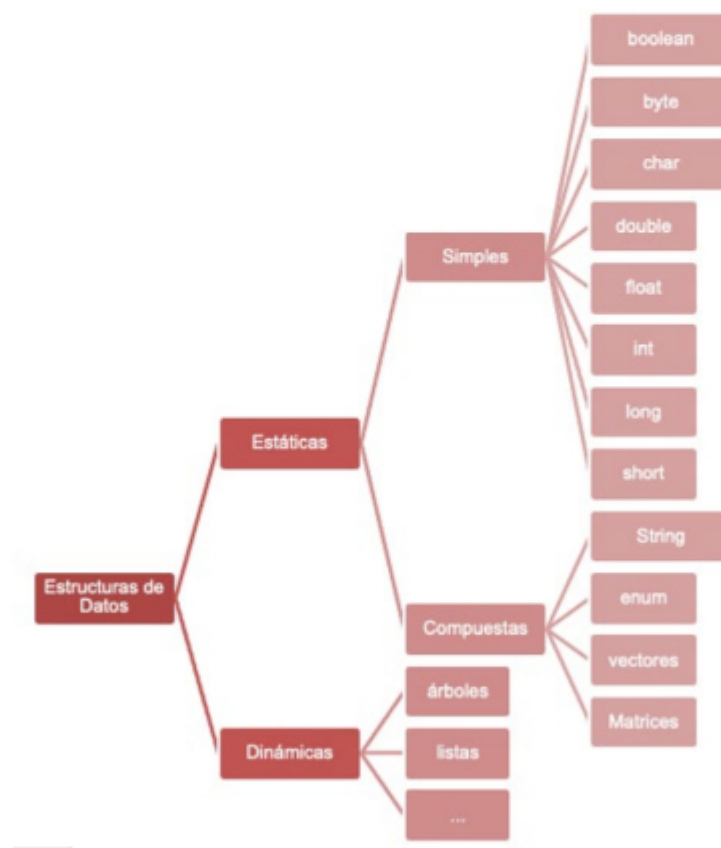 boolean
byte
char
double
Simples
float
int
long
Estáticas
short
String
Estructuras de
Datos
enum
Compuestas
vectores
árboles
Matrices
Dinámicas
listas
...